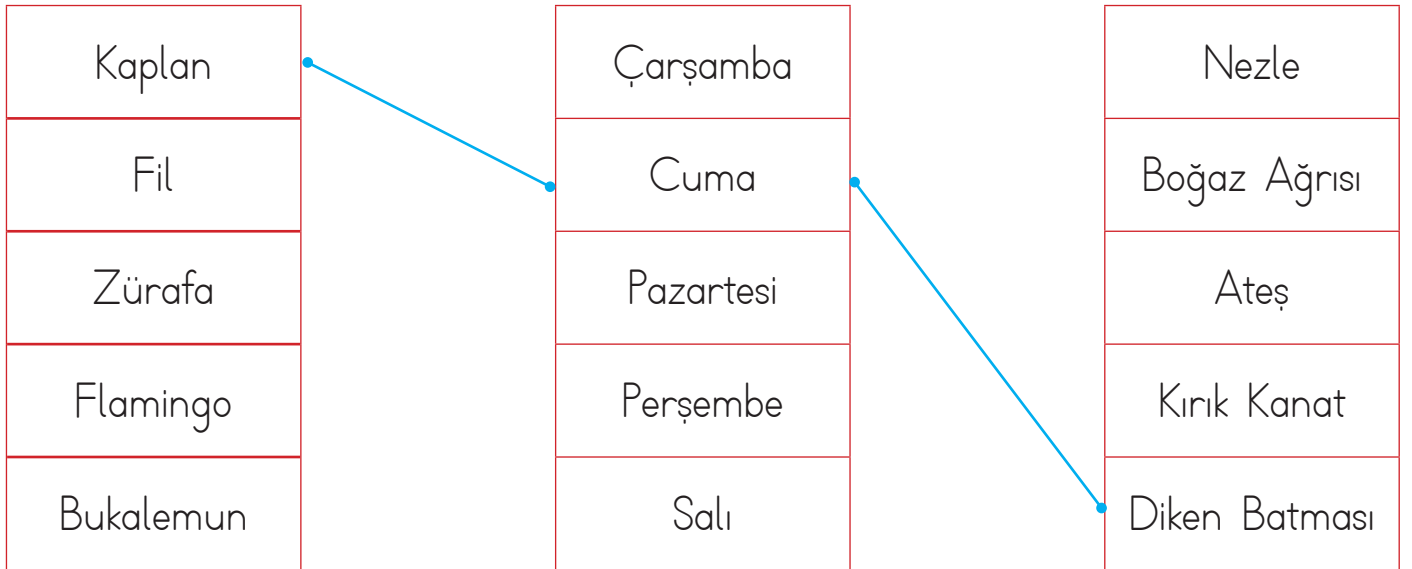 Kaplan
Fil
Zürafa
Flamingo
Bukalemun
Çarşamba
Cuma
Pazartesi
Perşembe
Salı
Nezle
Boğaz Ağrısı
Ateş
Kırık Kanat
Diken Batması